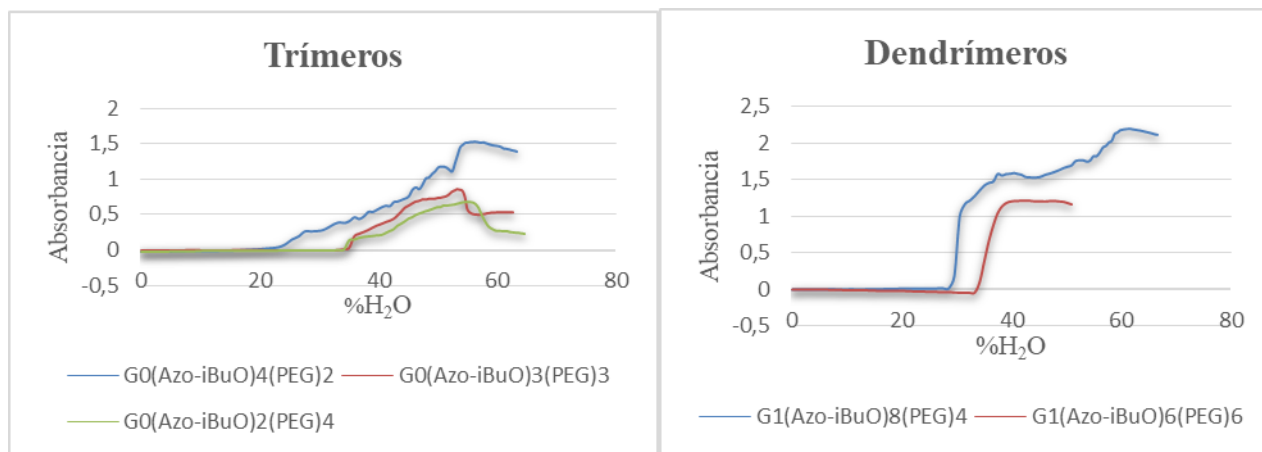 Trímeros
2
1,5
1
0,5
0
-0,5
Absorbancia
0 20 40 60 80
%H₂O
G0(Azo-iBuO)4(PEG)2 G0(Azo-iBuO)3(PEG)3
G0(Azo-iBuO)2(PEG)4
Dendrímeros
2,5
2
1,5
1
0,5
0
-0,5
Absorbancia
0 20 40 60 80
%H₂O
G1(Azo-iBuO)8(PEG)4 G1(Azo-iBuO)6(PEG)6